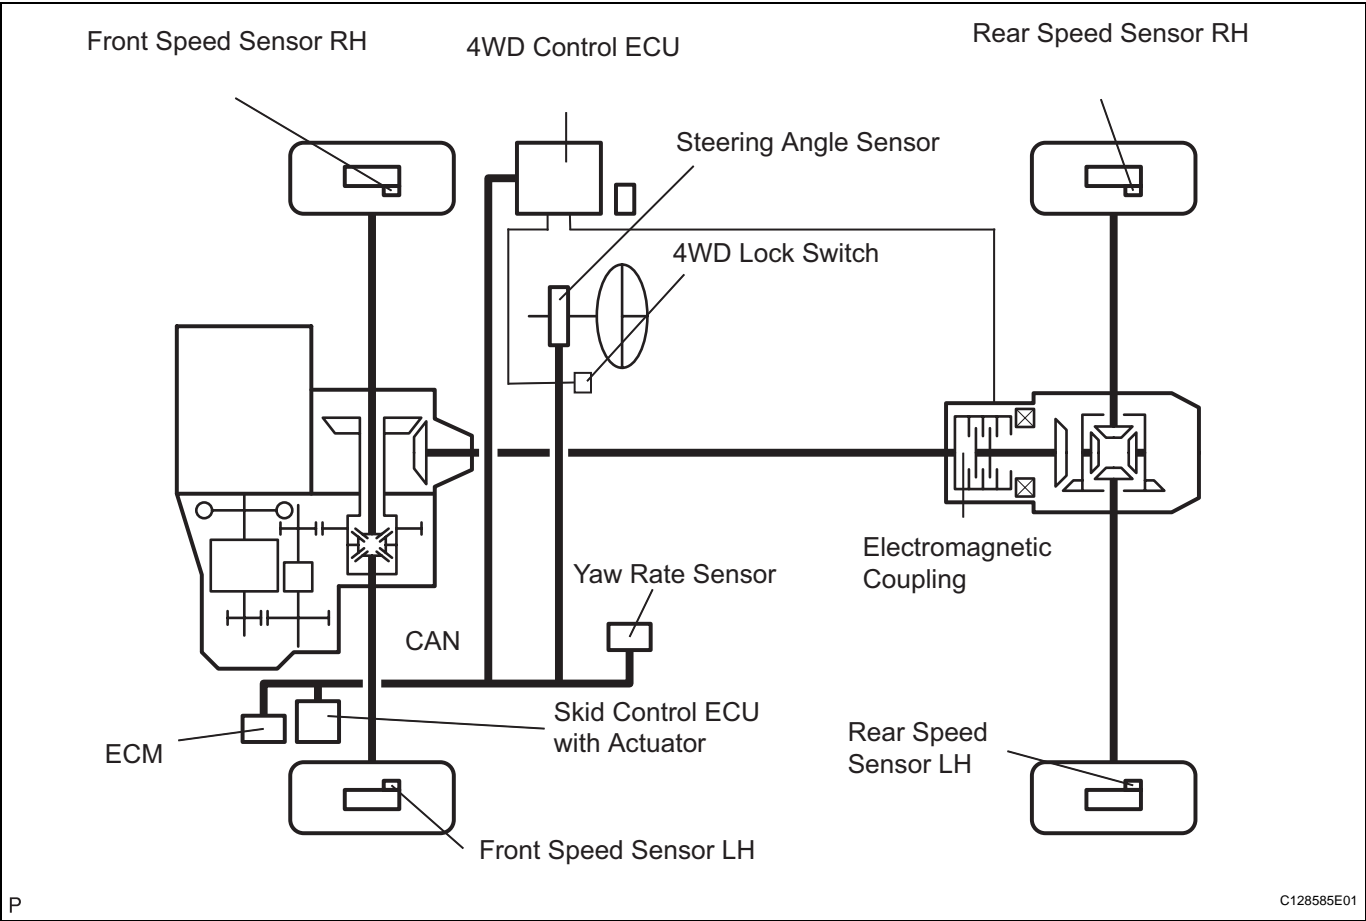 Front Speed Sensor RH
4WD Control ECU
Rear Speed Sensor RH
Steering Angle Sensor
4WD Lock Switch
Electromagnetic
Coupling
Yaw Rate Sensor
CAN
Skid Control ECU
with Actuator
ECM
Rear Speed
Sensor LH
Front Speed Sensor LH
P
C128585E01